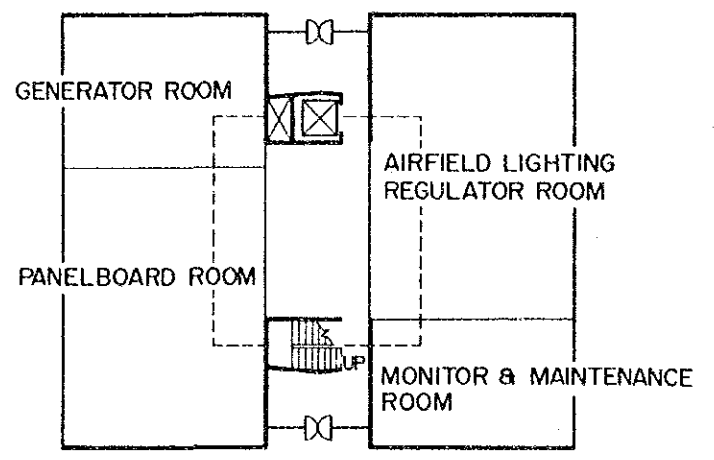 GENERATOR ROOM
AIRFIELD LIGHTING
REGULATOR ROOM
PANELBOARD ROOM
UP
MONITOR & MAINTENANCE
ROOM